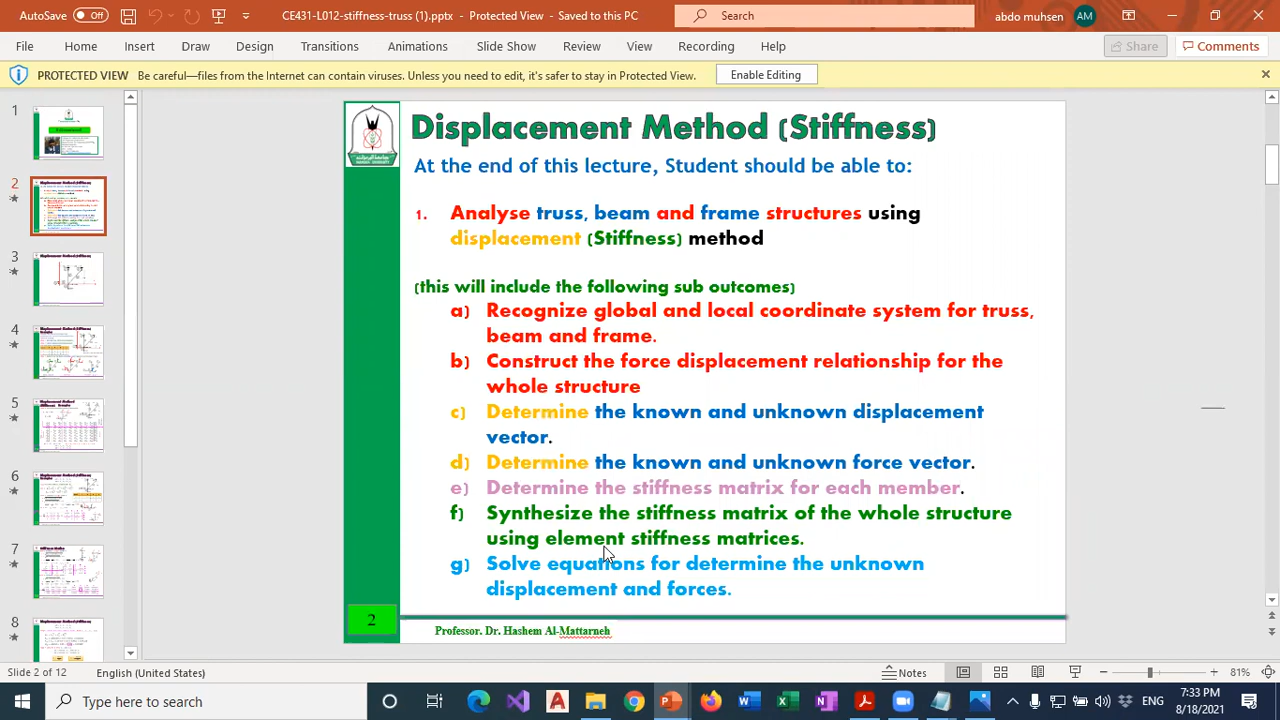 AutoSave Off CE431-L012-stiffness-truss (1).pptx - Protected View - Saved to this PC Search abdo muhsen AM
File Home Insert Draw Design Transitions Animations Slide Show Review View Recording Help Share Comments
PROTECTED VIEW Be careful—files from the Internet can contain viruses. Unless you need to edit, it's safer to stay in Protected View. Enable Editing
1
2
3
4
5
6
7
8
Displacement Method (Stiffness)
At the end of this lecture, Student should be able to:
1. Analyse truss, beam and frame structures using
displacement (Stiffness) method
(this will include the following sub outcomes)
a) Recognize global and local coordinate system for truss,
beam and frame.
b) Construct the force displacement relationship for the
whole structure
c) Determine the known and unknown displacement
vector.
d) Determine the known and unknown force vector.
e) Determine the stiffness matrix for each member.
f) Synthesize the stiffness matrix of the whole structure
using element stiffness matrices.
g) Solve equations for determine the unknown
displacement and forces.
2
Professor. Dr. Hashem Al-Mattarneh
Slide 2 of 12 English (United States) Notes 81%
Type here to search ENG 7:33 PM
8/18/2021